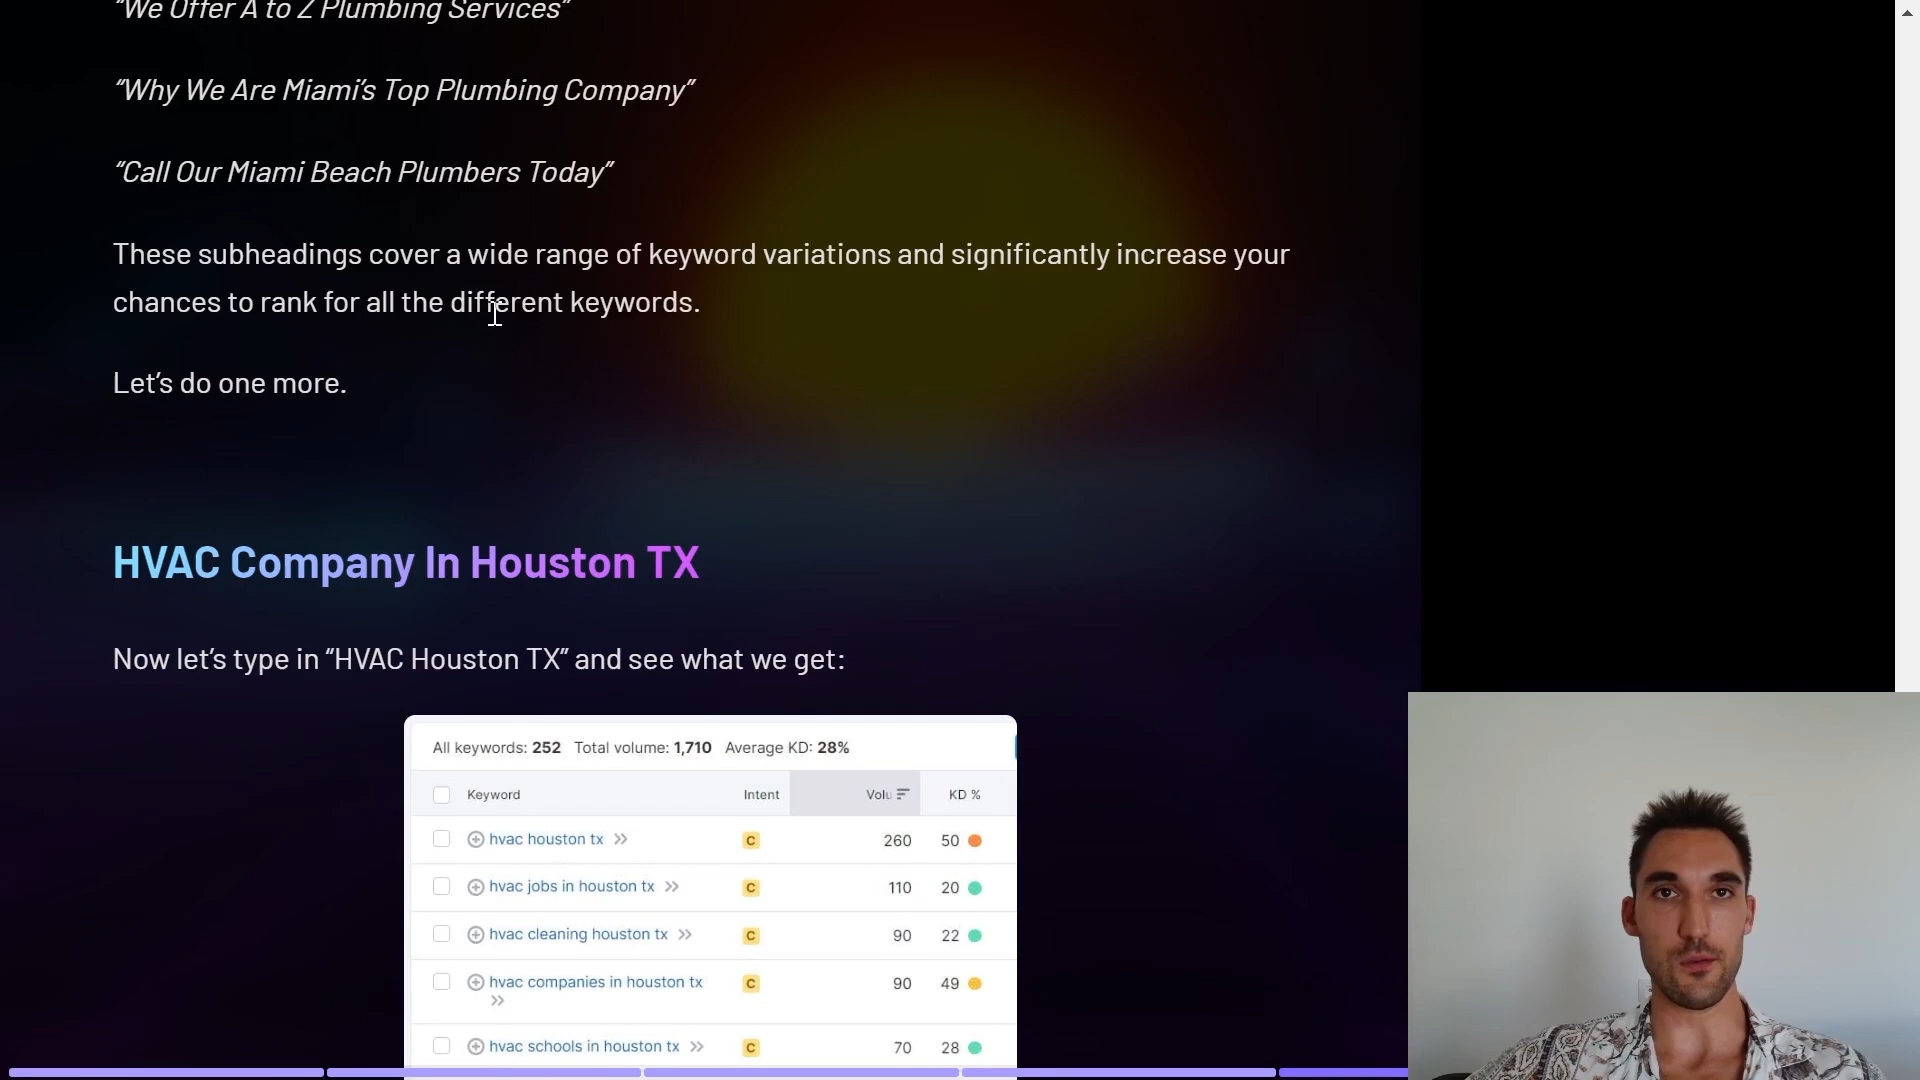 “We Offer A to Z Plumbing Services”
“Why We Are Miami’s Top Plumbing Company”
“Call Our Miami Beach Plumbers Today”
These subheadings cover a wide range of keyword variations and significantly increase your
chances to rank for all the different keywords.
Let’s do one more.
HVAC Company In Houston TX
Now let’s type in “HVAC Houston TX” and see what we get:
All keywords: 252 Total volume: 1,710 Average KD: 28%
Keyword Intent Volu KD %
hvac houston tx C 260 50
hvac jobs in houston tx C 110 20
hvac cleaning houston tx C 90 22
hvac companies in houston tx C 90 49
hvac schools in houston tx C 70 28